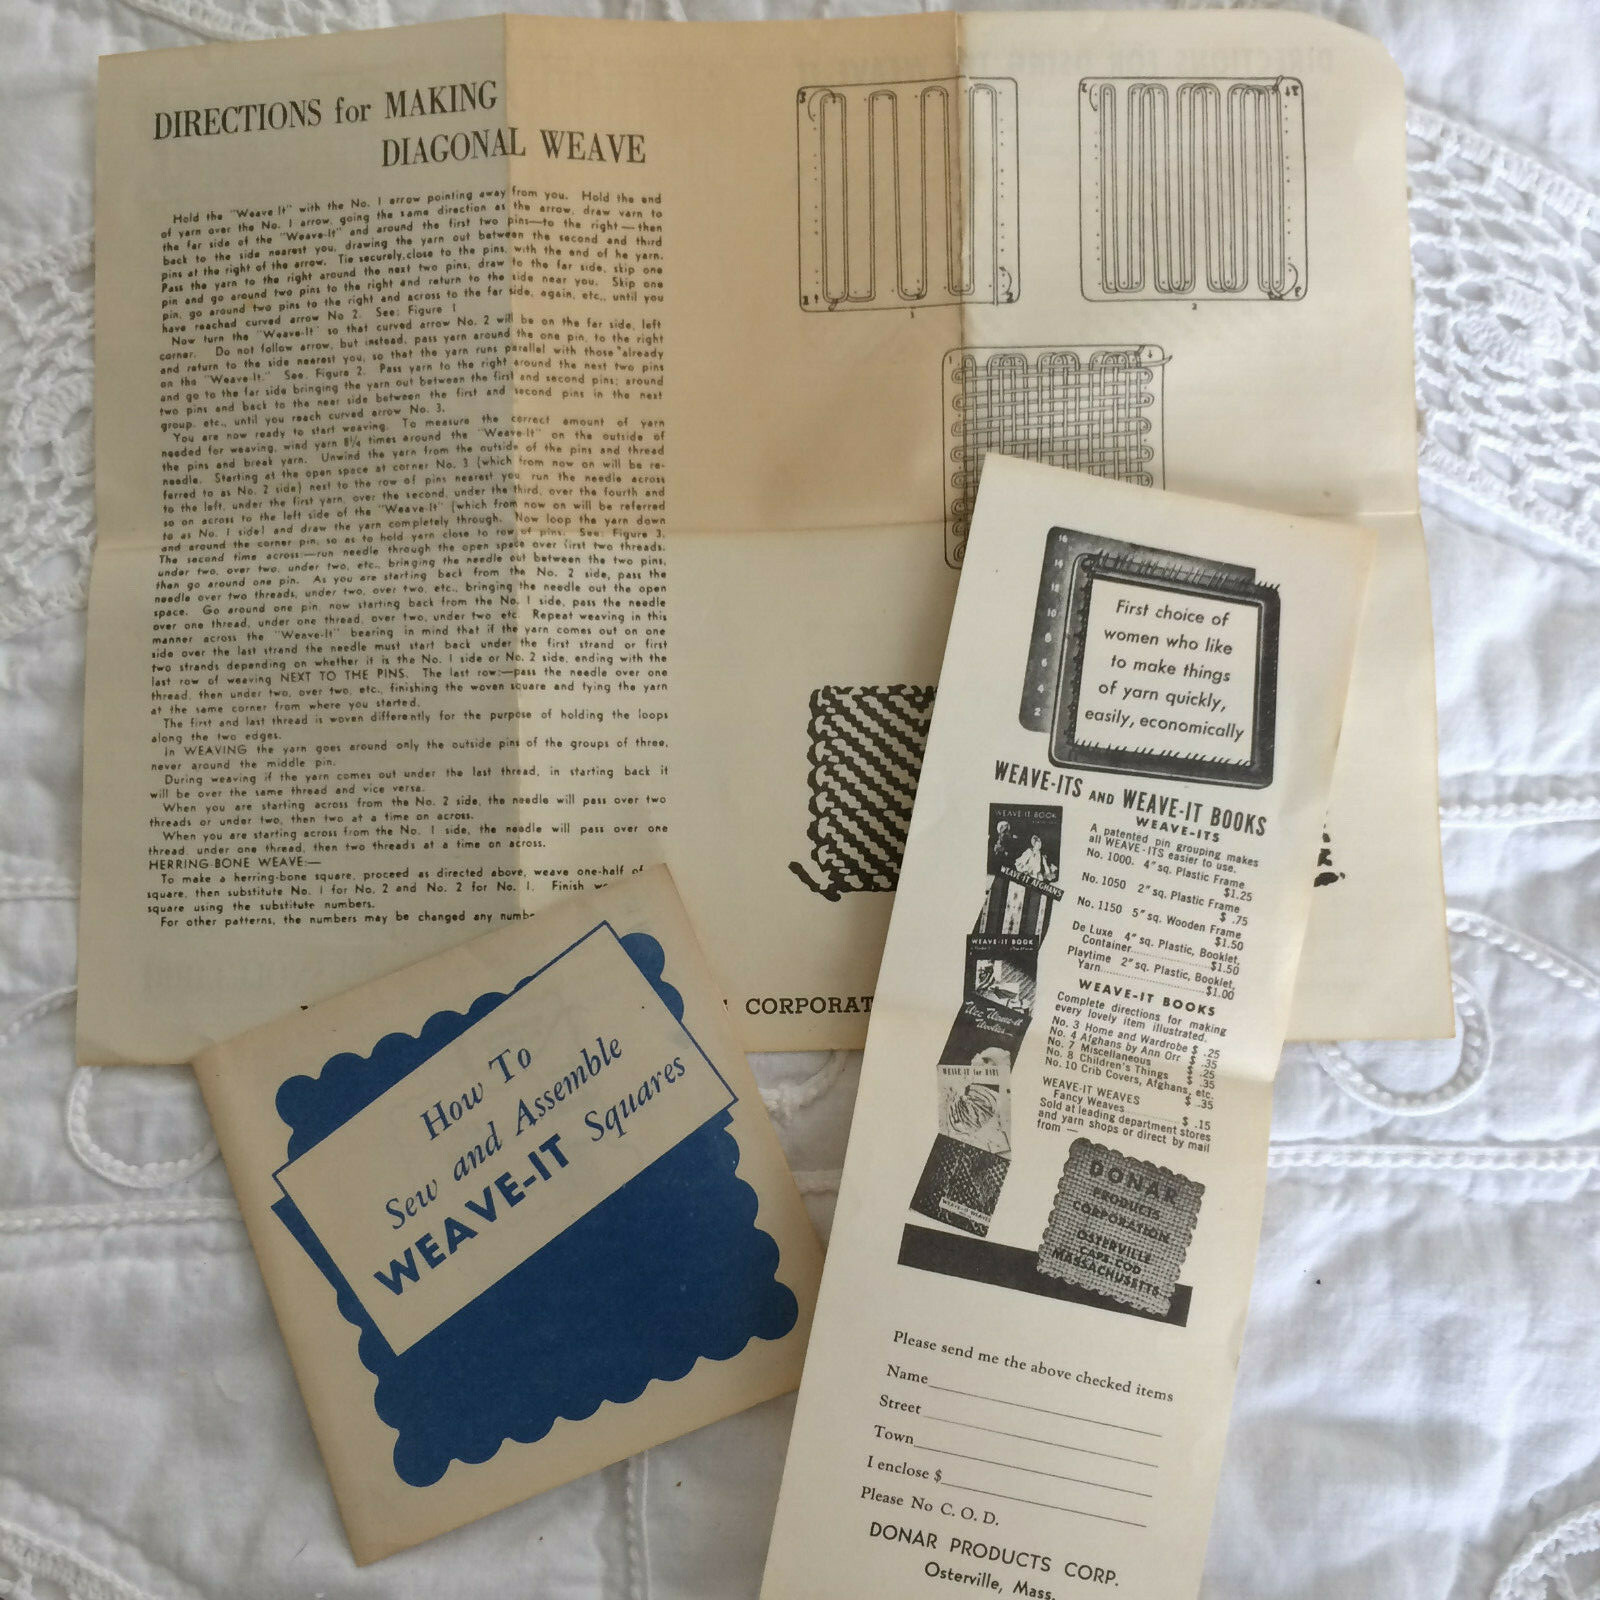 DIRECTIONS for MAKING
DIAGONAL WEAVE
Hold the "Weave-It" with the No. 1 arrow pointing away from you. Hold the end
of yarn over the No. 1 arrow, going the same direction as the arrow, draw yarn to
the far side of the "Weave-It" and around the first two pins—to the right—then
back to the side nearest you, drawing the yarn out between the second and third
pins at the right of the arrow. Tie securely, close to the pins, with the end of he yarn.
Pass the yarn to the right around the next two pins, draw to the far side, skip one
pin and go around two pins to the right and return to the side near you. Skip one
pin, go around two pins to the right and across to the far side, again, etc., until you
have reached curved arrow No 2. See: Figure 1
Now turn the "Weave-It" so that curved arrow No. 2 will be on the far side, left
corner. Do not follow arrow, but instead, pass yarn around the one pin, to the right
and return to the side nearest you, so that the yarn runs parallel with those already
on the "Weave-It." See. Figure 2. Pass yarn to the right around the next two pins
and go to the far side bringing the yarn out between the first and second pins; around
two pins and back to the near side between the first and second pins in the next
group, etc., until you reach curved arrow No. 3.
You are now ready to start weaving. To measure the correct amount of yarn
needed for weaving, wind yarn 8¼ times around the "Weave-It" on the outside of
the pins and break yarn. Unwind the yarn from the outside of the pins and thread
needle. Starting at the open space at corner No. 3 (which from now on will be re-
ferred to as No. 2 side) next to the row of pins nearest you run the needle across
to the left, under the first yarn, over the second, under the third, over the fourth and
so on across to the left side of the "Weave-It" (which from now on will be referred
to as No. 1 side) and draw the yarn completely through. Now loop the yarn down
and around the corner pin, so as to hold yarn close to row of pins. See: Figure 3.
The second time across:—run needle through the open space over first two threads.
under two, over two, under two, etc., bringing the needle out between the two pins,
then go around one pin. As you are starting back from the No. 2 side, pass the
needle over two threads, under two, over two, etc., bringing the needle out the open
space. Go around one pin, now starting back from the No. 1 side, pass the needle
over one thread, under one thread, over two, under two etc. Repeat weaving in this
manner across the "Weave-It" bearing in mind that if the yarn comes out on one
side over the last strand the needle must start back under the first strand or first
two strands depending on whether it is the No. 1 side or No. 2 side, ending with the
last row of weaving NEXT TO THE PINS. The last row:—pass the needle over one
thread, then under two, over two, etc., finishing the woven square and tying the yarn
at the same corner from where you started.
The first and last thread is woven differently for the purpose of holding the loops
along the two edges.
In WEAVING the yarn goes around only the outside pins of the groups of three,
never around the middle pin.
During weaving if the yarn comes out under the last thread, in starting back it
will be over the same thread and vice versa.
When you are starting across from the No. 2 side, the needle will pass over two
threads or under two, then two at a time on across.
When you are starting across from the No. 1 side, the needle will pass over one
thread, under one thread, then two threads at a time on across.
HERRING-BONE WEAVE:—
To make a herring-bone square, proceed as directed above, weave one-half of
square, then substitute No. 1 for No. 2 and No. 2 for No. 1. Finish
square using the substitute numbers.
For other patterns, the numbers may be changed any numb
CORPORAT
How To
Sew and Assemble
WEAVE-IT Squares
16
14
12
10
8
6
4
2
First choice of
women who like
to make things
of yarn quickly,
easily, economically
WEAVE-ITS AND WEAVE-IT BOOKS
WEAVE-ITS
A patented pin grouping makes
all WEAVE-ITS easier to use.
No. 1000. 4" sq. Plastic Frame
$1.25
No. 1050 2" sq. Plastic Frame
$ .75
No. 1150 5" sq. Wooden Frame
$1.50
De Luxe 4" sq. Plastic, Booklet,
Container $1.50
Playtime 2" sq. Plastic, Booklet,
Yarn $1.00
WEAVE-IT BOOKS
Complete directions for making
every lovely item illustrated.
No. 3 Home and Wardrobe $ .25
No. 4 Afghans by Ann Orr $ .35
No. 7 Miscellaneous $ .25
No. 8 Children's Things $ .35
No. 10 Crib Covers, Afghans, etc.
$ .35
WEAVE-IT WEAVES
Fancy Weaves $ .15
Sold at leading department stores
and yarn shops or direct by mail
from —
WEAVE-IT BOOK
WEAVE-IT AFGHANS
WEAVE-IT BOOK
Wee Weave-It
Woolies
WEAVE-IT for BABY
WEAVE-IT WEAVES
DONAR
PRODUCTS
CORPORATION
OSTERVILLE
CAPE COD
MASSACHUSETTS
Please send me the above checked items
Name
Street
Town
I enclose $
Please No C. O. D.
DONAR PRODUCTS CORP.
Osterville, Mass.